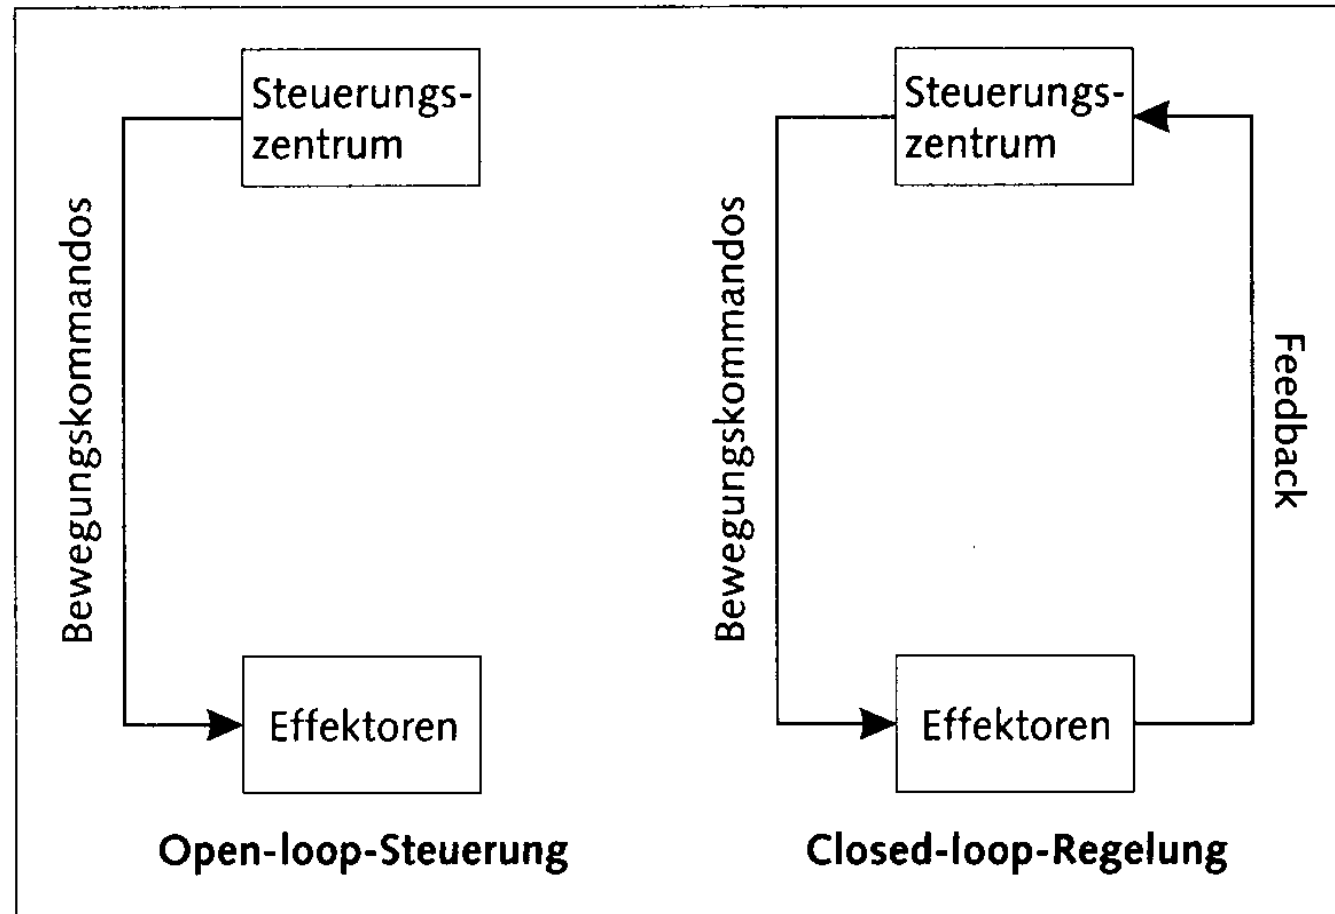 Steuerungs-
zentrum
Bewegungskommandos
Effektoren
Open-loop-Steuerung
Steuerungs-
zentrum
Bewegungskommandos
Feedback
Effektoren
Closed-loop-Regelung